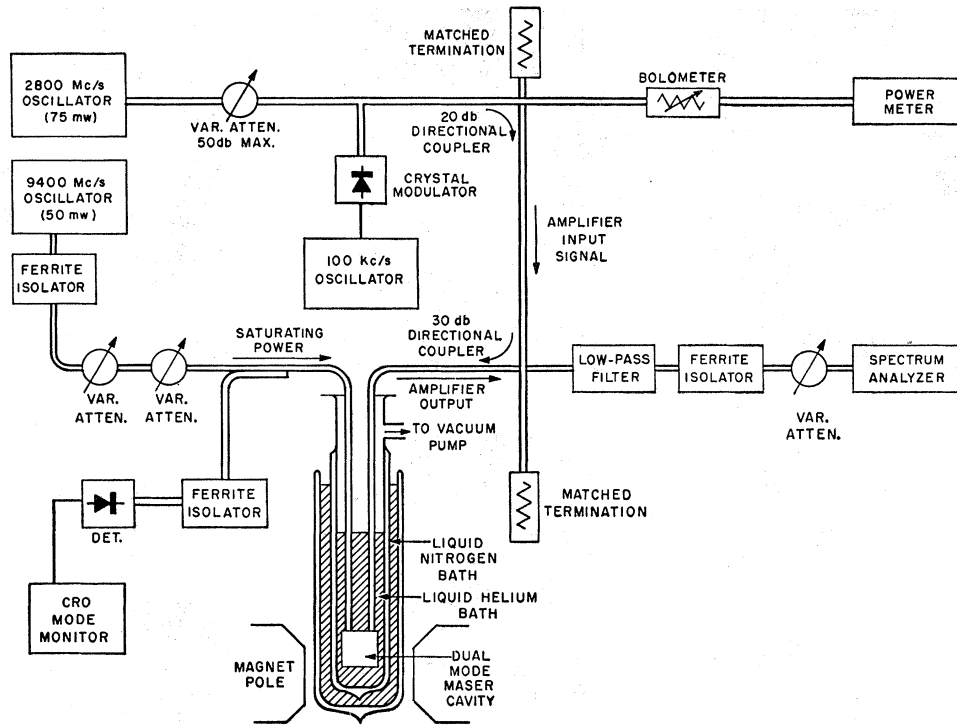 MATCHED
TERMINATION
2800 Mc/s
OSCILLATOR
(75 mw)
VAR. ATTEN.
50db MAX.
20 db
DIRECTIONAL
COUPLER
BOLOMETER
POWER
METER
9400 Mc/s
OSCILLATOR
(50 mw)
CRYSTAL
MODULATOR
100 Kc/s
OSCILLATOR
AMPLIFIER
INPUT
SIGNAL
FERRITE
ISOLATOR
SATURATING
POWER
30 db
DIRECTIONAL
COUPLER
VAR.
ATTEN.
VAR.
ATTEN.
AMPLIFIER
OUTPUT
LOW-PASS
FILTER
FERRITE
ISOLATOR
VAR.
ATTEN.
SPECTRUM
ANALYZER
TO VACUUM
PUMP
FERRITE
ISOLATOR
DET.
MATCHED
TERMINATION
LIQUID
NITROGEN
BATH
LIQUID HELIUM
BATH
CRO
MODE
MONITOR
MAGNET
POLE
DUAL
MODE
MASER
CAVITY